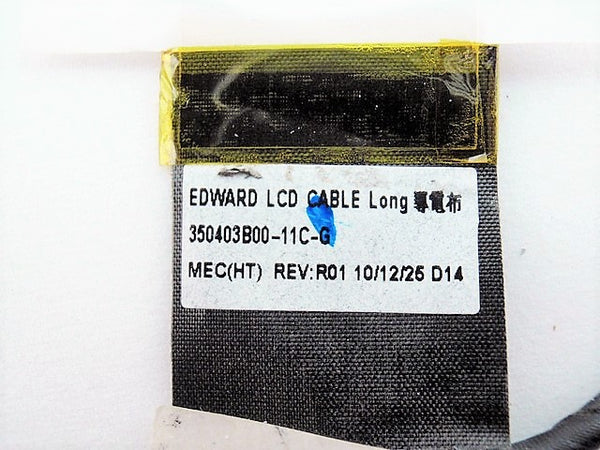 EDWARD LCD CABLE Long 導電布
350403B00-11C-G
MEC(HT) REV:R01 10/12/25 D14